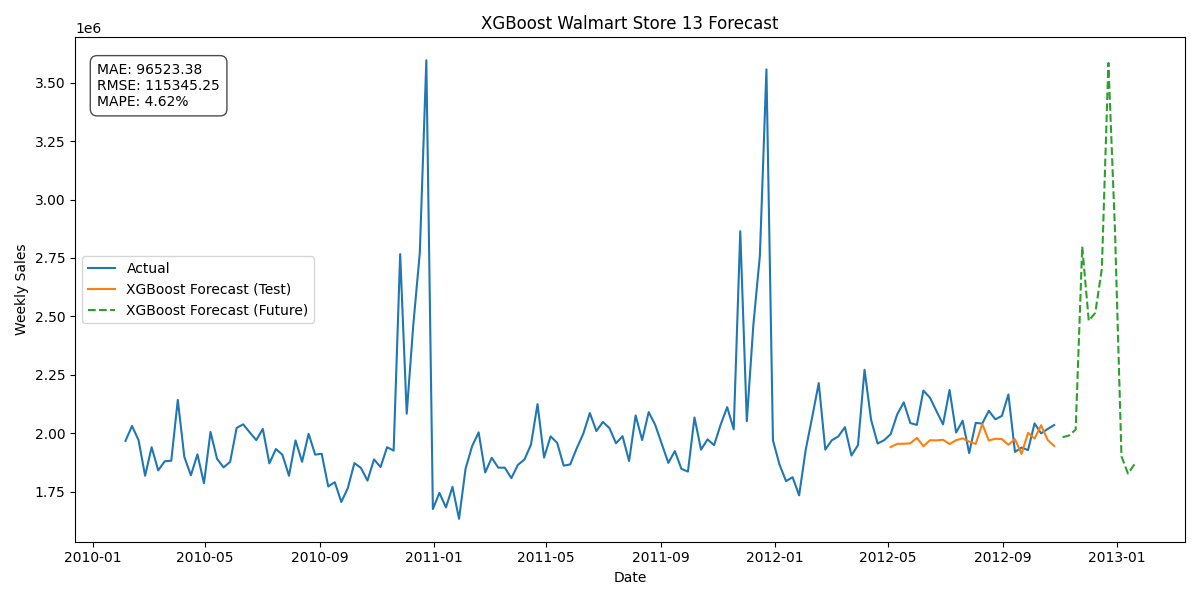 XGBoost Walmart Store 13 Forecast
1e6
MAE: 96523.38
RMSE: 115345.25
MAPE: 4.62%
3.50
3.25
3.00
2.75
2.50
2.25
2.00
1.75
Weekly Sales
Actual
XGBoost Forecast (Test)
XGBoost Forecast (Future)
2010-01
2010-05
2010-09
2011-01
2011-05
2011-09
2012-01
2012-05
2012-09
2013-01
Date